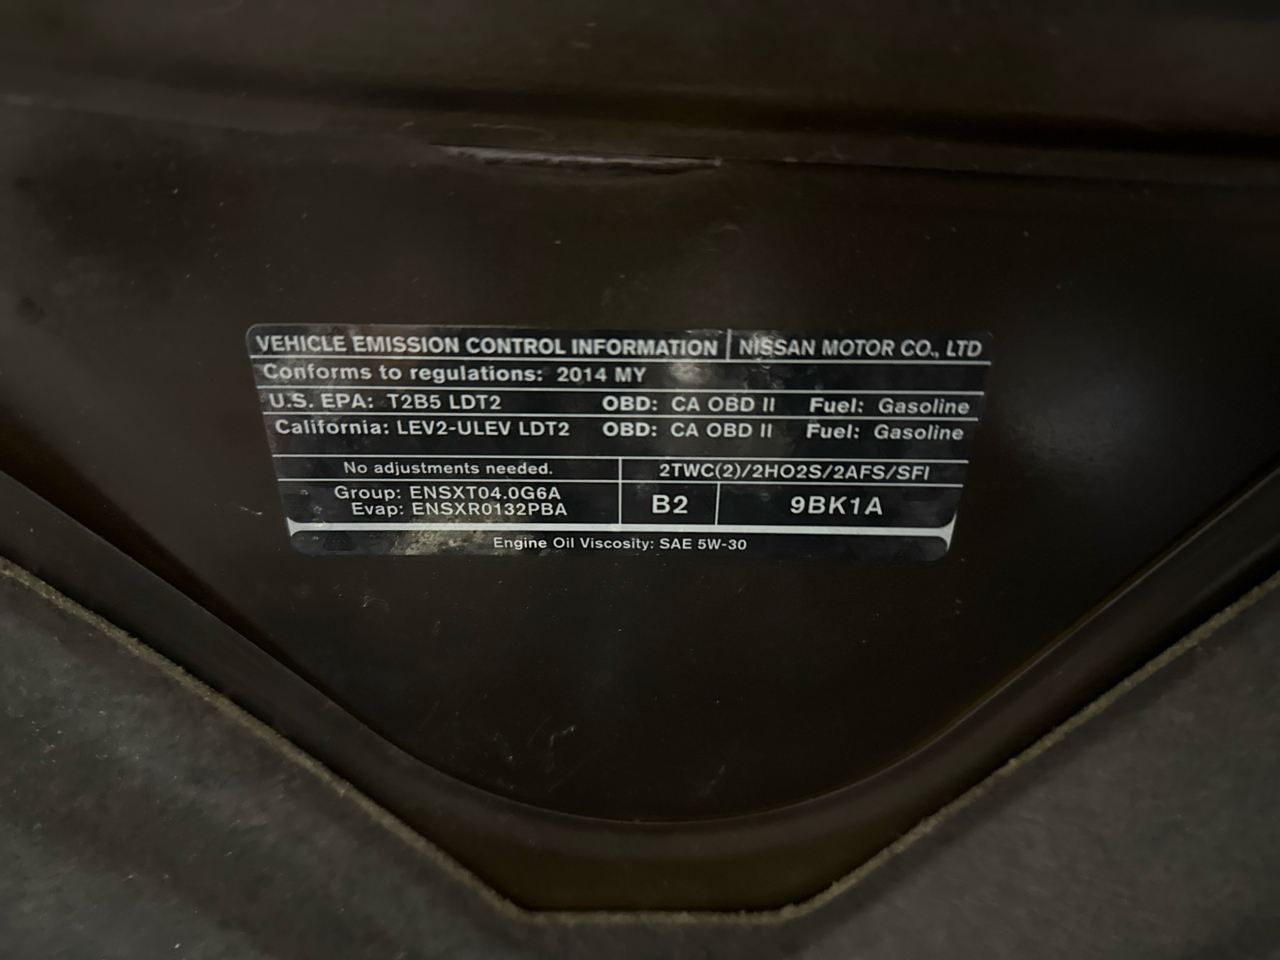 VEHICLE EMISSION CONTROL INFORMATION NISSAN MOTOR CO., LTD
Conforms to regulations: 2014 MY
U.S. EPA: T2B5 LDT2 OBD: CA OBD II Fuel: Gasoline
California: LEV2-ULEV LDT2 OBD: CA OBD II Fuel: Gasoline
No adjustments needed. 2TWC(2)/2HO2S/2AFS/SFI
Group: ENSXT04.0G6A
Evap: ENSXR0132PBA
B2 9BK1A
Engine Oil Viscosity: SAE 5W-30